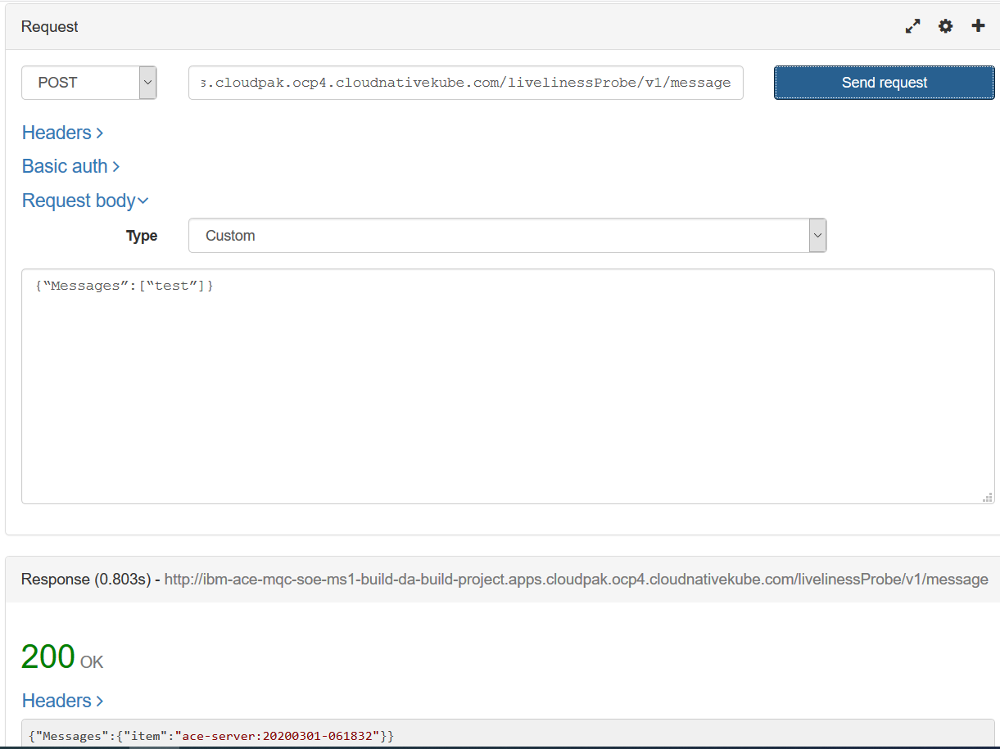 Request
POST
s.cloudpak.ocp4.cloudnativekube.com/livelinessProbe/v1/message
Send request
Headers
Basic auth
Request body
Type
Custom
{“Messages”:[“test”]}
Response (0.803s) - http://ibm-ace-mqc-soe-ms1-build-da-build-project.apps.cloudpak.ocp4.cloudnativekube.com/livelinessProbe/v1/message
200 OK
Headers
{"Messages":{"item":"ace-server:20200301-061832"}}